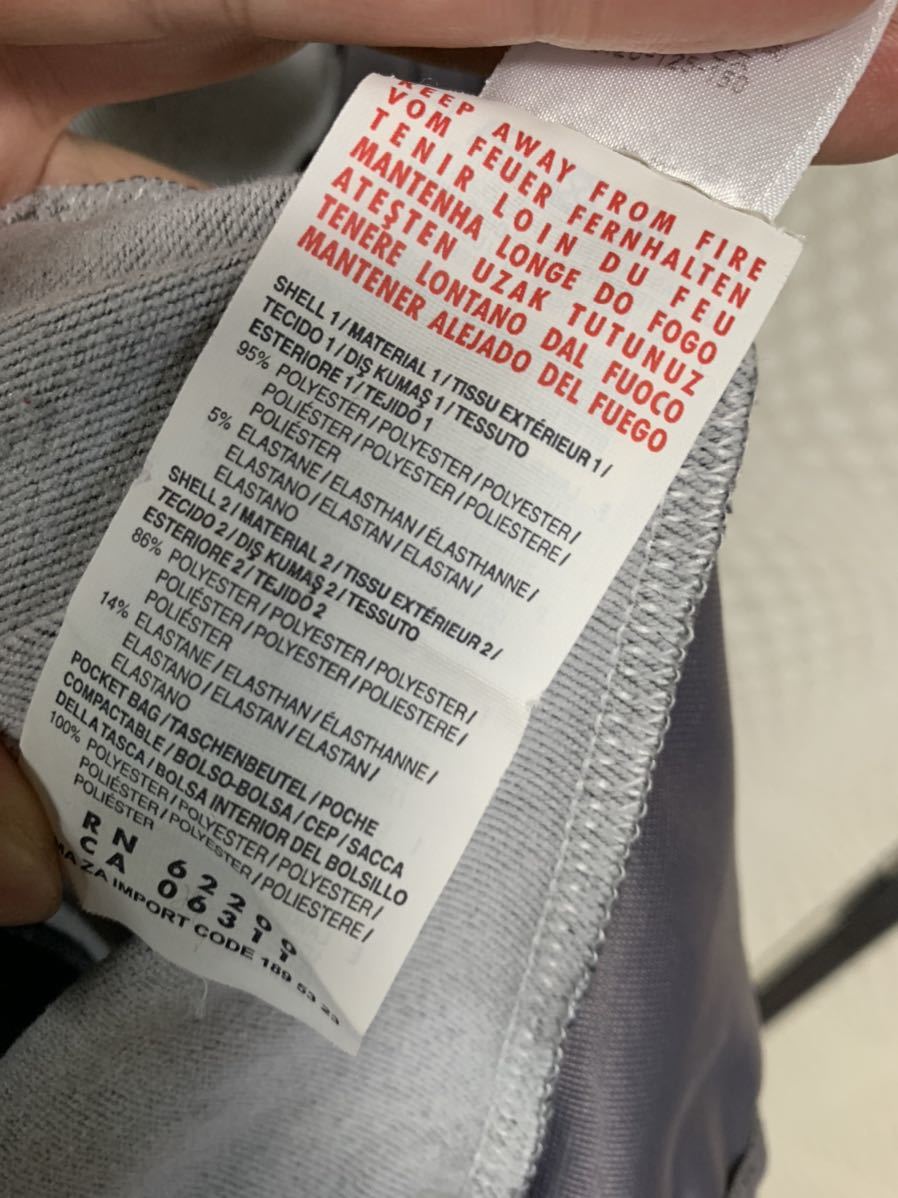 KEEP AWAY FROM FIRE
VOM FEUER FERNHALTEN
TENIR LOIN DU FEU
MANTENHA LONGE DO FOGO
ATEŞTEN UZAK TUTUNUZ
TENERE LONTANO DAL FUOCO
MANTENER ALEJADO DEL FUEGO
SHELL 1/MATERIAL 1/TISSU EXTÉRIEUR 1/
TECIDO 1/DIŞ KUMAŞ 1/TESSUTO
ESTERIORE 1/TEJIDO 1
95% POLYESTER/POLYESTER/POLYESTER/
POLIÉSTER/POLYESTER/POLIESTERE/
POLIÉSTER
5% ELASTANE/ELASTHAN/ÉLASTHANNE/
ELASTANO/ELASTAN/ELASTAN/
ELASTANO
SHELL 2/MATERIAL 2/TISSU EXTÉRIEUR 2/
TECIDO 2/DIŞ KUMAŞ 2/TESSUTO
ESTERIORE 2/TEJIDO 2
86% POLYESTER/POLYESTER/POLYESTER/
POLIÉSTER/POLYESTER/POLIESTERE/
POLIÉSTER
14% ELASTANE/ELASTHAN/ÉLASTHANNE/
ELASTANO/ELASTAN/ELASTAN/
ELASTANO
POCKET BAG/TASCHENBEUTEL/POCHE
COMPACTABLE/BOLSO-BOLSA/CEP/SACCA
DELLA TASCA/BOLSA INTERIOR DEL BOLSILLO
100% POLYESTER/POLYESTER/POLYESTER/
POLIÉSTER/POLYESTER/POLIESTERE/
POLIÉSTER
RN 62299
CA 06311
ZA IMPORT CODE 189 53 23